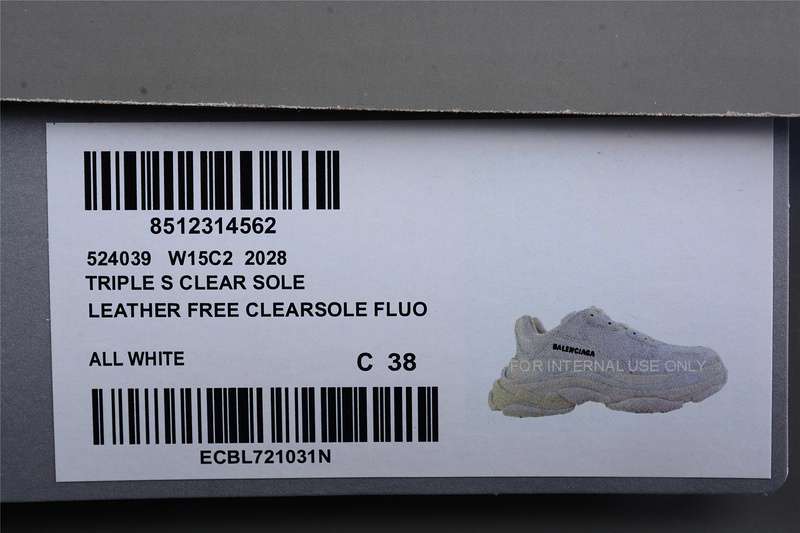 8512314562
524039 W15C2 2028
TRIPLE S CLEAR SOLE
LEATHER FREE CLEARSOLE FLUO
ALL WHITE
C 38
ECBL721031N
BALENCIAGA
FOR INTERNAL USE ONLY